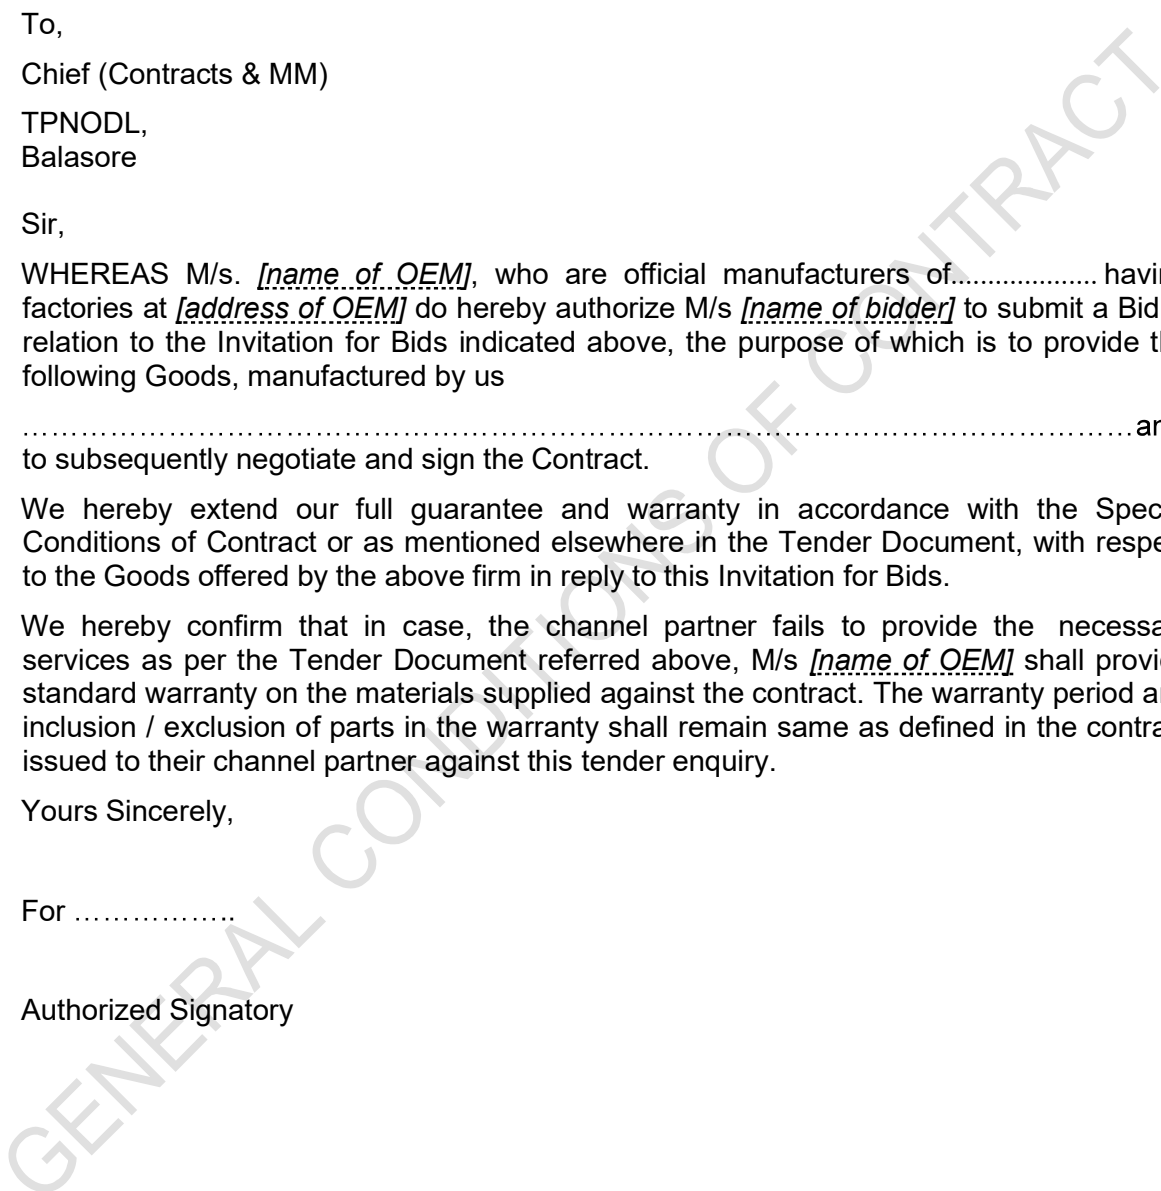 To,
Chief (Contracts & MM)
TPNODL,
Balasore
Sir,
WHEREAS M/s. [name of OEM], who are official manufacturers of.................. havin
factories at [address of OEM] do hereby authorize M/s [name of bidder] to submit a Bid
relation to the Invitation for Bids indicated above, the purpose of which is to provide th
following Goods, manufactured by us
……………………………………………………………………………………………………an
to subsequently negotiate and sign the Contract.
We hereby extend our full guarantee and warranty in accordance with the Spec
Conditions of Contract or as mentioned elsewhere in the Tender Document, with respe
to the Goods offered by the above firm in reply to this Invitation for Bids.
We hereby confirm that in case, the channel partner fails to provide the necessa
services as per the Tender Document referred above, M/s [name of OEM] shall provi
standard warranty on the materials supplied against the contract. The warranty period a
inclusion / exclusion of parts in the warranty shall remain same as defined in the contra
issued to their channel partner against this tender enquiry.
Yours Sincerely,
For ……………..
Authorized Signatory
GENERAL CONDITIONS OF CONTRACT